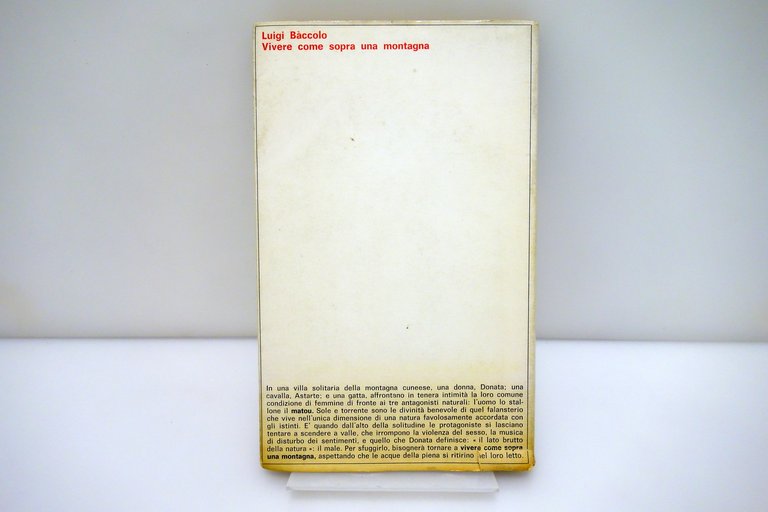 Luigi Bàccolo
Vivere come sopra una montagna
In una villa solitaria della montagna cuneese, una donna, Donata; una
cavalla, Astarte; e una gatta, affrontano in tenera intimità la loro comune
condizione di femmine di fronte ai tre antagonisti naturali: l'uomo lo stal-
lone il matou. Sole e torrente sono le divinità benevole di quel falansterio
che vive nell'unica dimensione di una natura favolosamente accordata con
gli istinti. E' quando dall'alto della solitudine le protagoniste si lasciano
tentare a scendere a valle, che irrompono la violenza del sesso, la musica
di disturbo dei sentimenti, e quello che Donata definisce: « il lato brutto
della natura »: il male. Per sfuggirlo, bisognerà tornare a vivere come sopra
una montagna, aspettando che le acque della piena si ritirino nel loro letto.